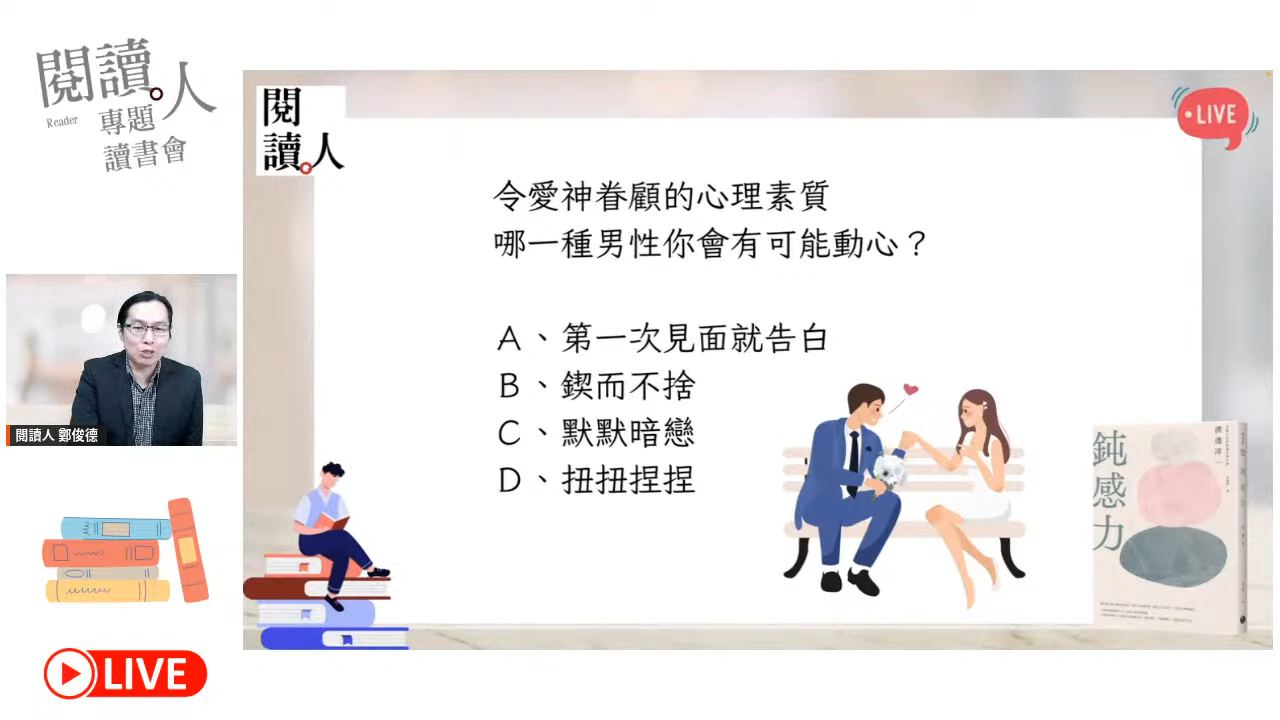 閱讀。人
Reader
專題
讀書會
閱
讀。人
LIVE
令愛神眷顧的心理素質
哪一種男性你會有可能動心？
A、第一次見面就告白
B、鍥而不捨
C、默默暗戀
D、扭扭捏捏
閱讀人 鄭俊德
鈍感力
渡邊淳一
LIVE